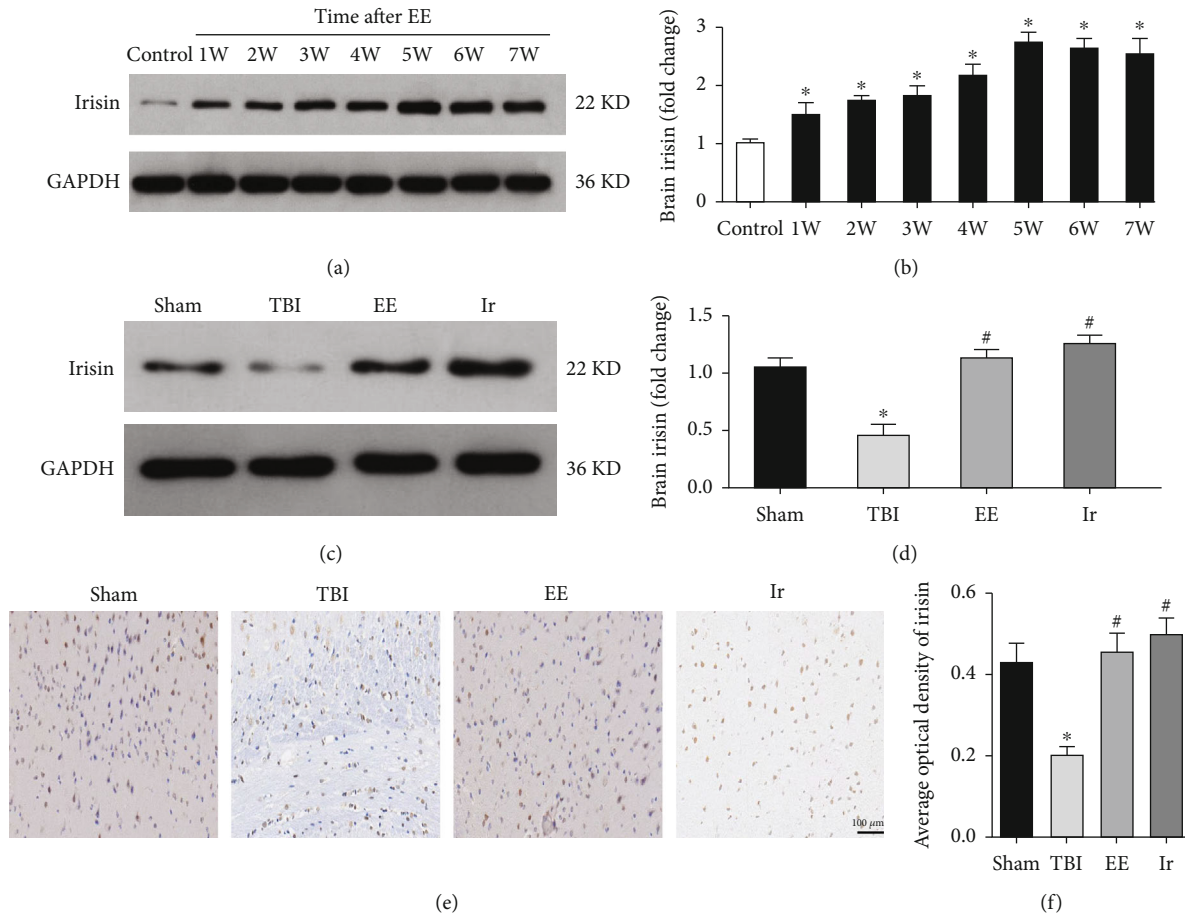 Time after EE
Control 1W 2W 3W 4W 5W 6W 7W
Irisin 22 KD
GAPDH 36 KD
(a)
Brain irisin (fold change)
3
2
1
0
* * * * * * *
Control 1W 2W 3W 4W 5W 6W 7W
(b)
Sham TBI EE Ir
Irisin 22 KD
GAPDH 36 KD
(c)
Brain irisin (fold change)
1.5
1.0
0.5
0.0
* # #
Sham TBI EE Ir
(d)
Sham TBI EE Ir
100 μm
(e)
Average optical density of irisin
0.6
0.4
0.2
0.0
* # #
Sham TBI EE Ir
(f)